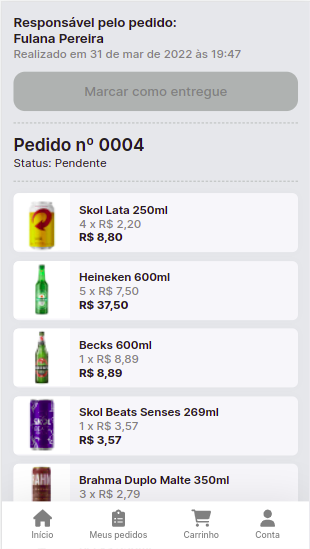 Responsável pelo pedido:
Fulana Pereira
Realizado em 31 de mar de 2022 às 19:47
Marcar como entregue
Pedido nº 0004
Status: Pendente
Skol Lata 250ml
4 x R$ 2,20
R$ 8,80
Heineken 600ml
5 x R$ 7,50
R$ 37,50
Becks 600ml
1 x R$ 8,89
R$ 8,89
Skol Beats Senses 269ml
1 x R$ 3,57
R$ 3,57
Brahma Duplo Malte 350ml
3 x R$ 2,79
Início
Meus pedidos
Carrinho
Conta